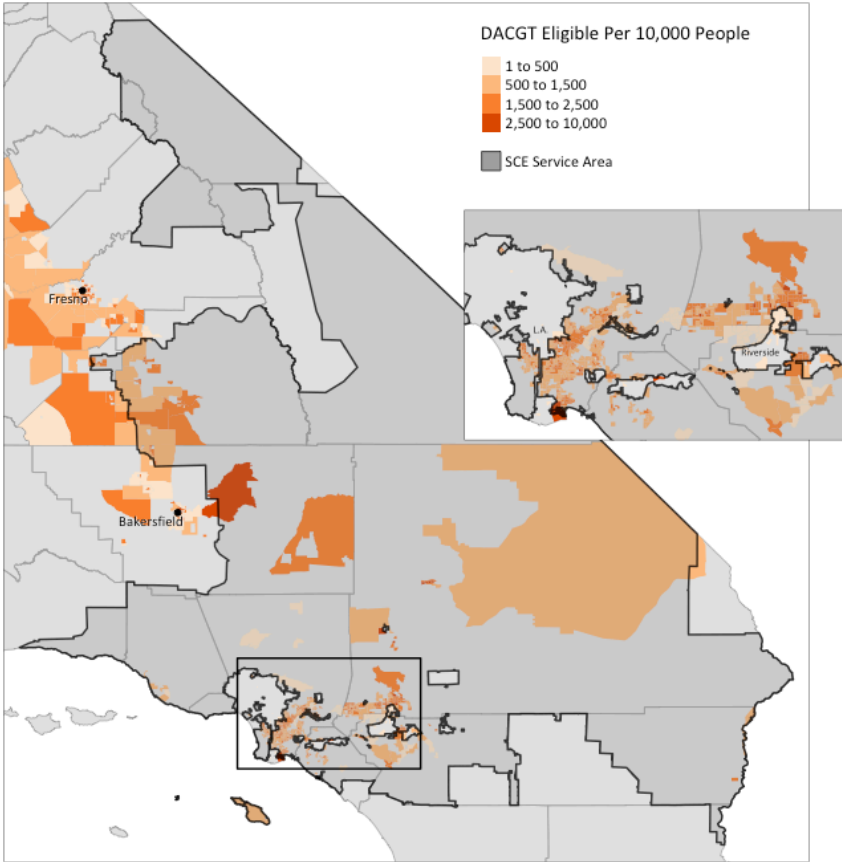 DACGT Eligible Per 10,000 People
1 to 500
500 to 1,500
1,500 to 2,500
2,500 to 10,000
SCE Service Area
Fresno
L.A.
Riverside
Bakersfield